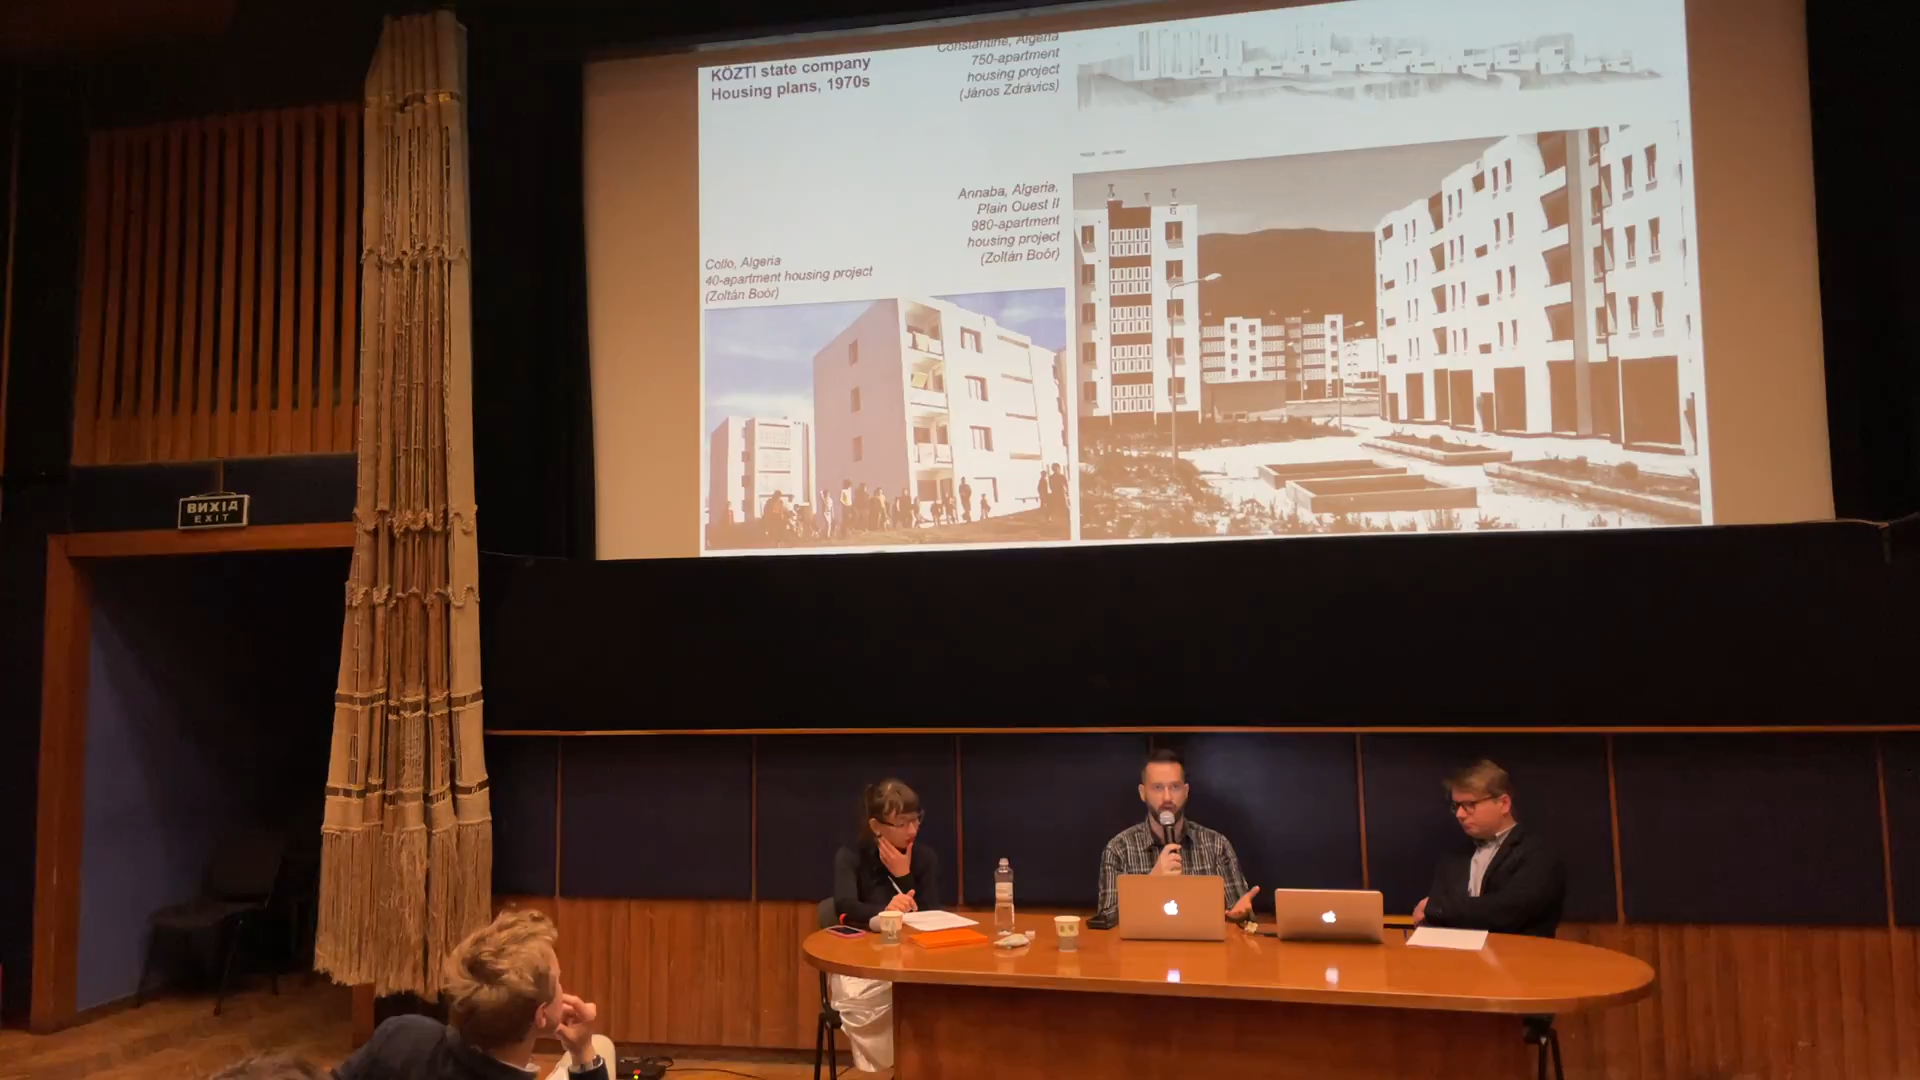 KÖZTI state company
Housing plans, 1970s
Constantine, Algeria
750-apartment
housing project
(János Zdrávics)
Annaba, Algeria,
Plain Ouest II
980-apartment
housing project
(Zoltán Boór)
Collo, Algeria
40-apartment housing project
(Zoltán Boór)
ВИХІД
EXIT